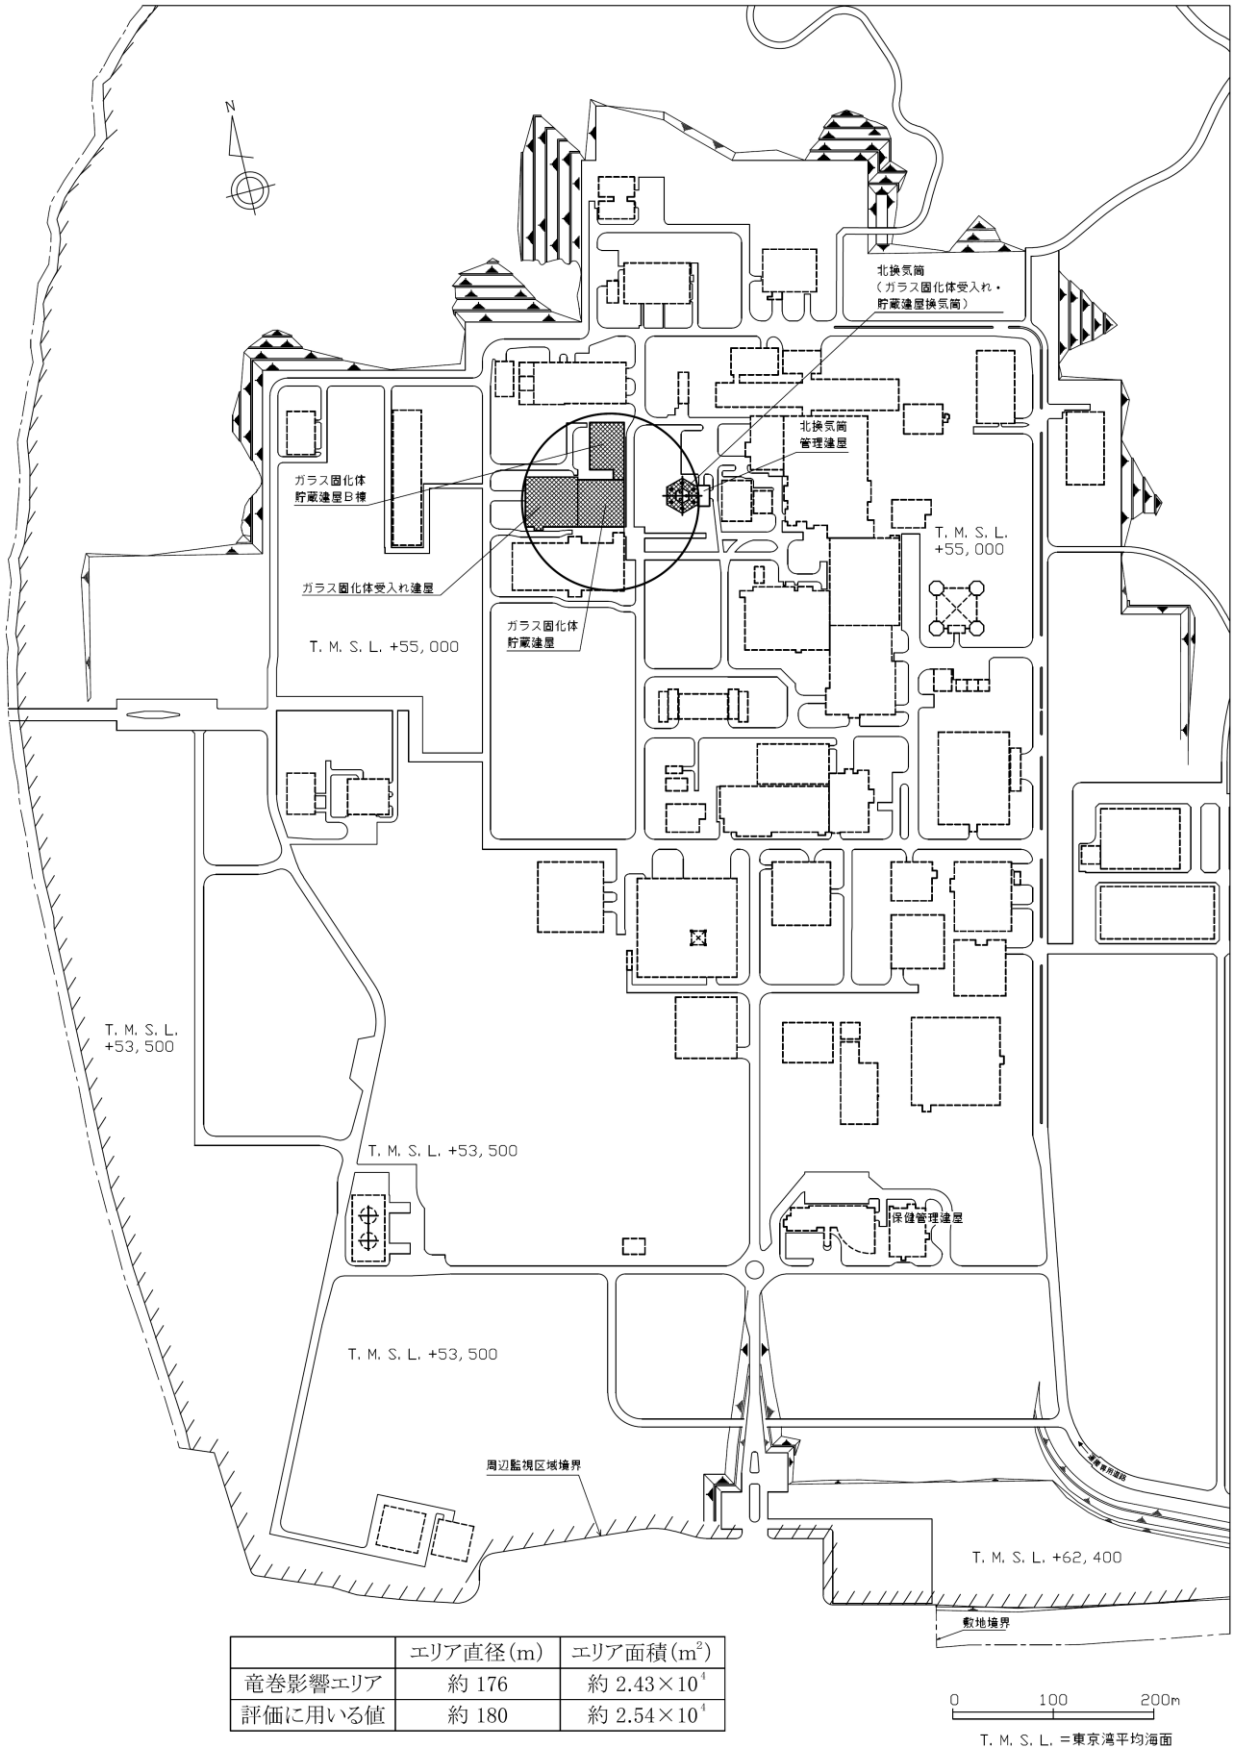 N
北換気筒
(ガラス固化体受入れ・
貯蔵建屋換気筒)
北換気筒
管理建屋
ガラス固化体
貯蔵建屋B棟
T. M. S. L.
+55,000
ガラス固化体受入れ建屋
ガラス固化体
貯蔵建屋
T. M. S. L. +55,000
T. M. S. L.
+53,500
T. M. S. L. +53,500
保健管理建屋
T. M. S. L. +53,500
周辺監視区域境界
T. M. S. L. +62,400
敷地境界
エリア直径(m) エリア面積(m²)
竜巻影響エリア 約 176 約 2.43×10⁴
評価に用いる値 約 180 約 2.54×10⁴
0 100 200m
T. M. S. L. =東京湾平均海面